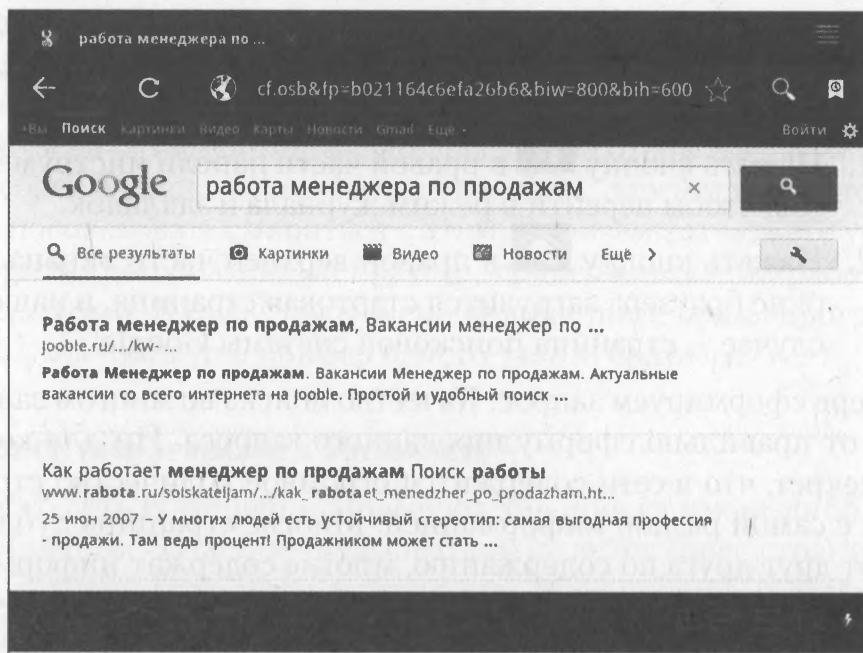 работа менеджера по ...
cf.osb&fp=b021164c6efa26b6&biw=800&bih=600
+Вы Поиск Картинки Видео Карты Новости Gmail Ещё
Войти
Google работа менеджера по продажам ×
Все результаты Картинки Видео Новости Ещё >
Работа менеджер по продажам, Вакансии менеджер по ...
jooble.ru/.../kw-...
Работа Менеджер по продажам. Вакансии Менеджер по продажам. Актуальные
вакансии со всего интернета на Jooble. Простой и удобный поиск ...
Как работает менеджер по продажам Поиск работы
www.rabota.ru/soiskateljam/.../kak_rabotaet_menedzher_po_prodazham.ht...
25 июн 2007 - У многих людей есть устойчивый стереотип: самая выгодная профессия
- продажи. Там ведь процент! Продажником может стать ...